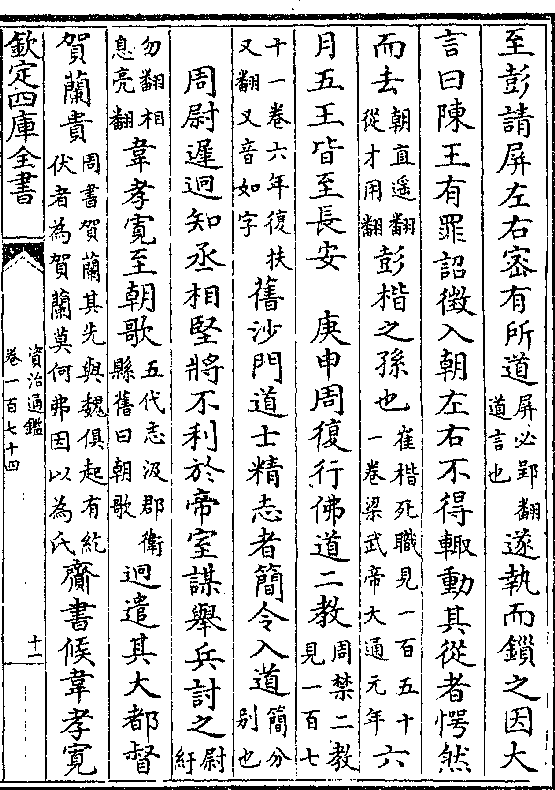 至彭請屏左右密有所道屏必郢翻道言也遂執而鎖之因大
言曰陳王有罪詔徵入朝左右不得輙動其從者愕然
而去朝直遥翻從才用翻彭楷之孫也崔楷死職見一百五十一卷梁武帝大通元年六
月五王皆至長安　庚申周復行佛道二教周禁二教見一百七
十一卷六年復扶又翻又音如字舊沙門道士精志者簡令入道簡分别也
周尉遲迥知丞相堅將不利於帝室謀舉兵討之尉紆
勿翻相息亮翻韋孝寛至朝歌五代志汲郡衛縣舊曰朝歌迥遣其大都督
賀蘭貴周書賀蘭其先與魏俱起有紇伏者為賀蘭莫何弗因以為氏齎書候韋孝寛
欽定四庫全書
資治通鑑
卷一百七十四
十二